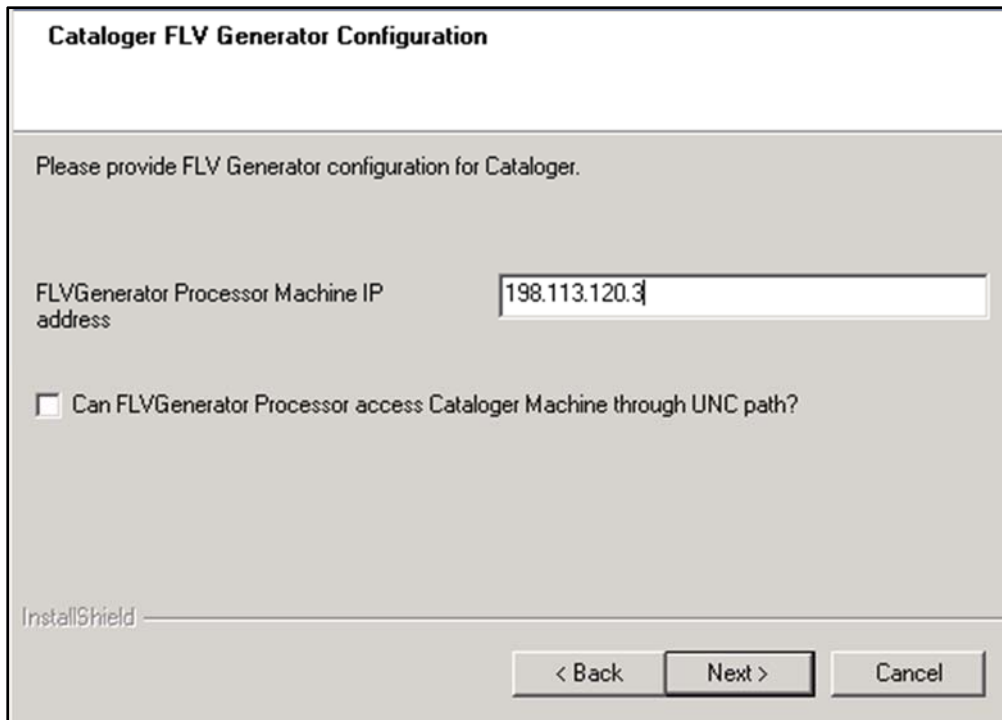 Cataloger FLV Generator Configuration
Please provide FLV Generator configuration for Cataloger.
FLVGenerator Processor Machine IP
address
198.113.120.3
Can FLVGenerator Processor access Cataloger Machine through UNC path?
InstallShield
< Back
Next >
Cancel